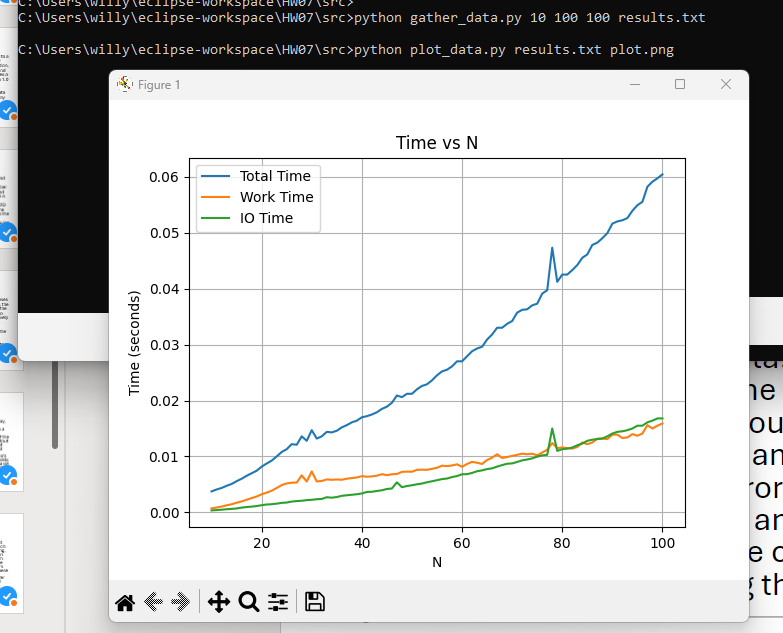 C:\Users\willy\eclipse-workspace\HW07\src>
C:\Users\willy\eclipse-workspace\HW07\src>python gather_data.py 10 100 100 results.txt
C:\Users\willy\eclipse-workspace\HW07\src>python plot_data.py results.txt plot.png
Figure 1
Time vs N
Total Time
Work Time
IO Time
0.06
0.05
0.04
0.03
0.02
0.01
0.00
Time (seconds)
20 40 60 80 100
N